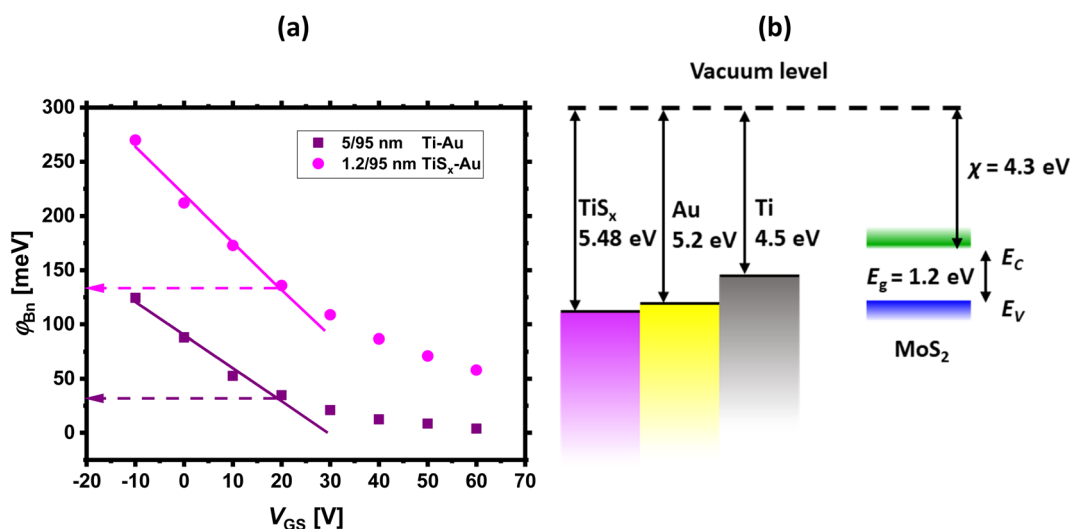 (a)
300
250
200
150
100
50
0
φBn [meV]
-20 -10 0 10 20 30 40 50 60 70
VGS [V]
5/95 nm Ti-Au
1.2/95 nm TiSx-Au
(b)
Vacuum level
TiSx
5.48 eV
Au
5.2 eV
Ti
4.5 eV
χ = 4.3 eV
EC
Eg = 1.2 eV
EV
MoS2